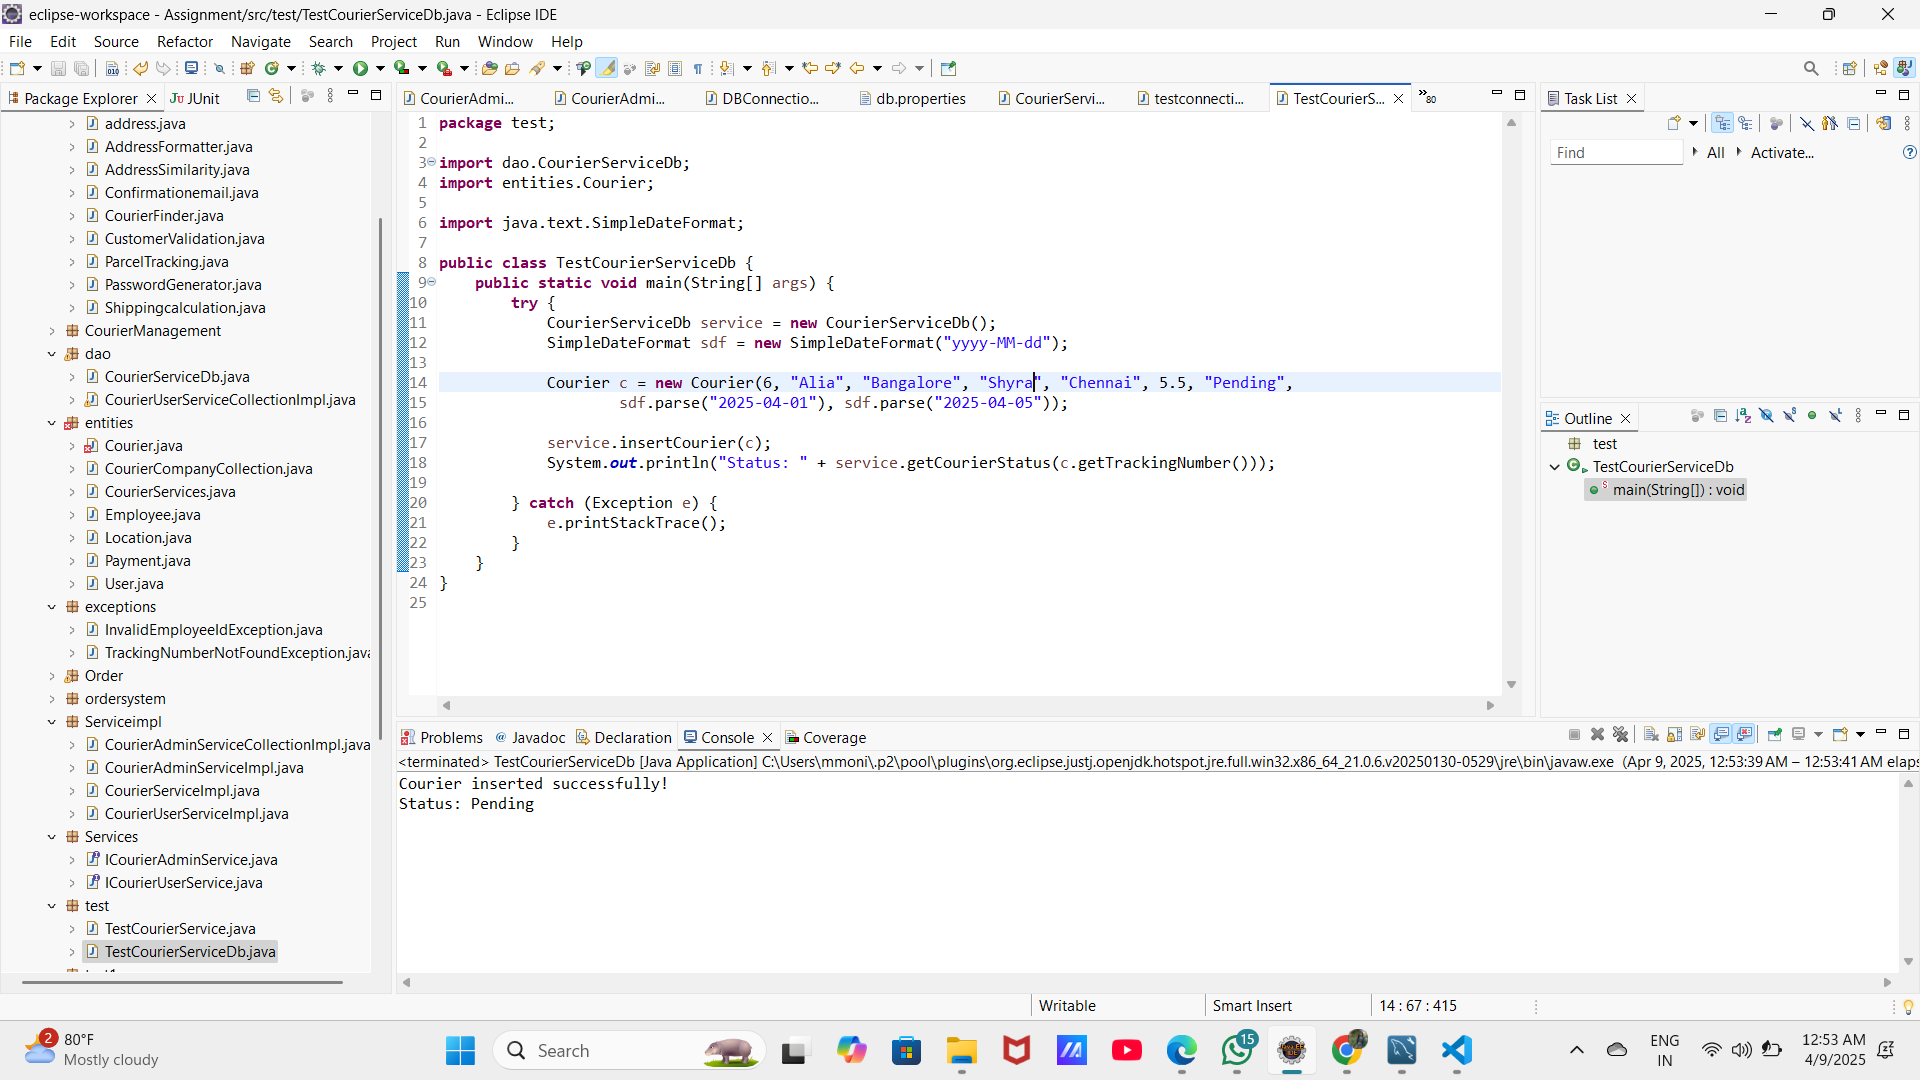 eclipse-workspace - Assignment/src/test/TestCourierServiceDb.java - Eclipse IDE
File Edit Source Refactor Navigate Search Project Run Window Help
Package Explorer JUnit
address.java
AddressFormatter.java
AddressSimilarity.java
Confirmationemail.java
CourierFinder.java
CustomerValidation.java
ParcelTracking.java
PasswordGenerator.java
Shippingcalculation.java
CourierManagement
dao
CourierServiceDb.java
CourierUserServiceCollectionImpl.java
entities
Courier.java
CourierCompanyCollection.java
CourierServices.java
Employee.java
Location.java
Payment.java
User.java
exceptions
InvalidEmployeeIdException.java
TrackingNumberNotFoundException.java
Order
ordersystem
Serviceimpl
CourierAdminServiceCollectionImpl.java
CourierAdminServiceImpl.java
CourierServiceImpl.java
CourierUserServiceImpl.java
Services
ICourierAdminService.java
ICourierUserService.java
test
TestCourierService.java
TestCourierServiceDb.java
CourierAdmi... CourierAdmi... DBConnectio... db.properties CourierServi... testconnecti... TestCourierS... »80
1 package test;
2
3 import dao.CourierServiceDb;
4 import entities.Courier;
5
6 import java.text.SimpleDateFormat;
7
8 public class TestCourierServiceDb {
9 public static void main(String[] args) {
10 try {
11 CourierServiceDb service = new CourierServiceDb();
12 SimpleDateFormat sdf = new SimpleDateFormat("yyyy-MM-dd");
13
14 Courier c = new Courier(6, "Alia", "Bangalore", "Shyra", "Chennai", 5.5, "Pending",
15 sdf.parse("2025-04-01"), sdf.parse("2025-04-05"));
16
17 service.insertCourier(c);
18 System.out.println("Status: " + service.getCourierStatus(c.getTrackingNumber()));
19
20 } catch (Exception e) {
21 e.printStackTrace();
22 }
23 }
24 }
25
Task List
Find All Activate...
Outline
test
TestCourierServiceDb
main(String[]) : void
Problems Javadoc Declaration Console Coverage
<terminated> TestCourierServiceDb [Java Application] C:\Users\mmoni\.p2\pool\plugins\org.eclipse.justj.openjdk.hotspot.jre.full.win32.x86_64_21.0.6.v20250130-0529\jre\bin\javaw.exe (Apr 9, 2025, 12:53:39 AM – 12:53:41 AM elaps
Courier inserted successfully!
Status: Pending
Writable Smart Insert 14 : 67 : 415
2 80°F
Mostly cloudy
Search
15
ENG
IN
12:53 AM
4/9/2025